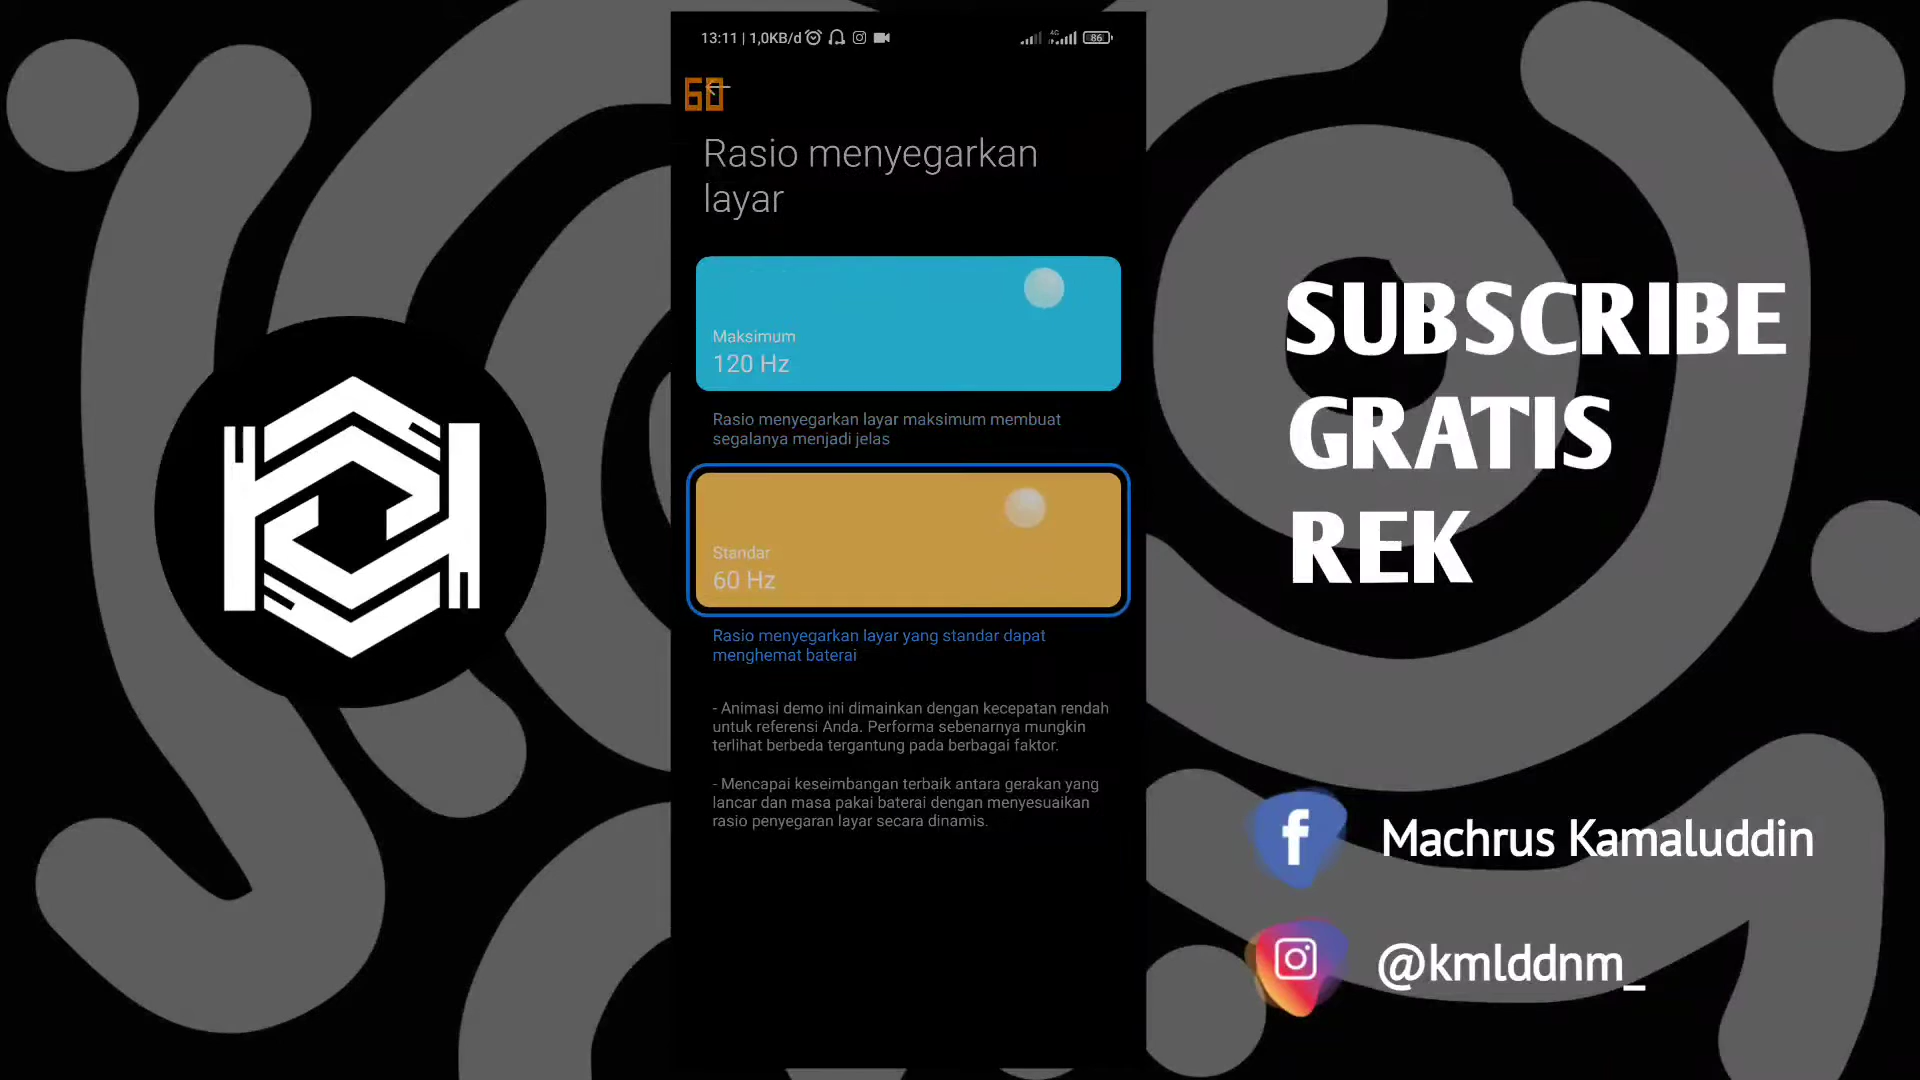 13:11 | 1,0KB/d
4G
86
60
Rasio menyegarkan
layar
Maksimum
120 Hz
Rasio menyegarkan layar maksimum membuat
segalanya menjadi jelas
Standar
60 Hz
Rasio menyegarkan layar yang standar dapat
menghemat baterai
- Animasi demo ini dimainkan dengan kecepatan rendah
untuk referensi Anda. Performa sebenarnya mungkin
terlihat berbeda tergantung pada berbagai faktor.
- Mencapai keseimbangan terbaik antara gerakan yang
lancar dan masa pakai baterai dengan menyesuaikan
rasio penyegaran layar secara dinamis.
SUBSCRIBE
GRATIS
REK
Machrus Kamaluddin
@kmlddnm_